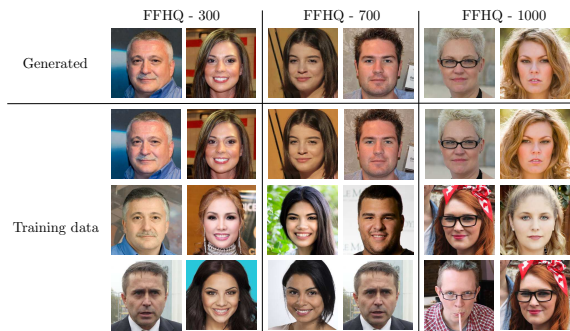 FFHQ - 300 FFHQ - 700 FFHQ - 1000
Generated
Training data